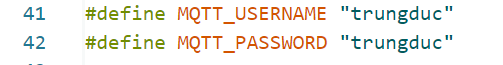 41 #define MQTT_USERNAME "trungduc"
42 #define MQTT_PASSWORD "trungduc"